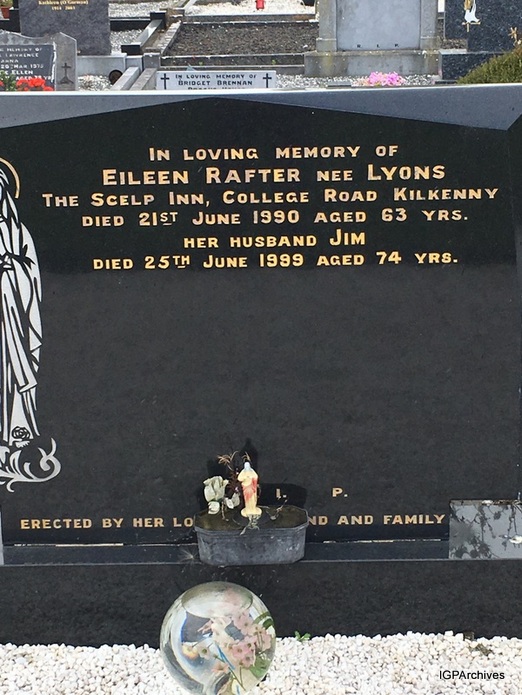 IN LOVING MEMORY OF
BRIDGET BRENNAN
IN LOVING MEMORY OF
EILEEN RAFTER NEE LYONS
THE SCELP INN, COLLEGE ROAD KILKENNY
DIED 21ST JUNE 1990 AGED 63 YRS.
HER HUSBAND JIM
DIED 25TH JUNE 1999 AGED 74 YRS.
I. P.
ERECTED BY HER AND FAMILY
IGPArchives